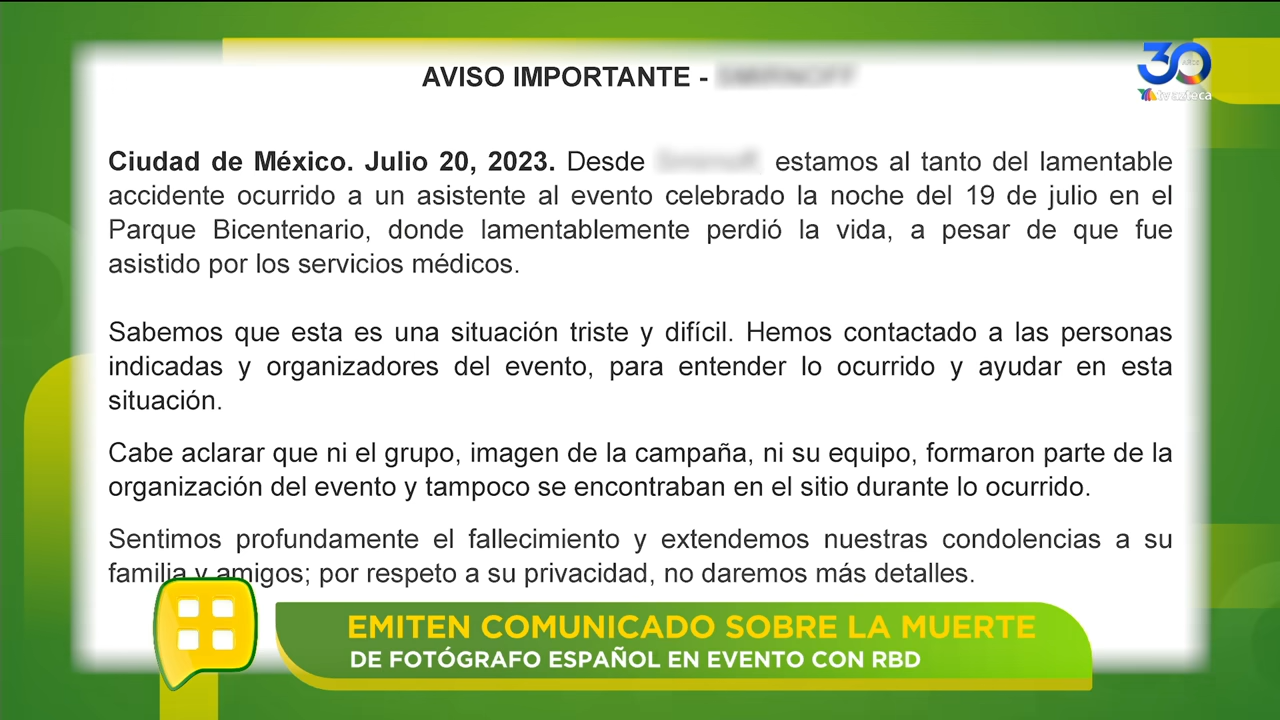 AVISO IMPORTANTE -
30
AÑOS
tv azteca
Ciudad de México. Julio 20, 2023. Desde estamos al tanto del lamentable
accidente ocurrido a un asistente al evento celebrado la noche del 19 de julio en el
Parque Bicentenario, donde lamentablemente perdió la vida, a pesar de que fue
asistido por los servicios médicos.
Sabemos que esta es una situación triste y difícil. Hemos contactado a las personas
indicadas y organizadores del evento, para entender lo ocurrido y ayudar en esta
situación.
Cabe aclarar que ni el grupo, imagen de la campaña, ni su equipo, formaron parte de la
organización del evento y tampoco se encontraban en el sitio durante lo ocurrido.
Sentimos profundamente el fallecimiento y extendemos nuestras condolencias a su
familia y amigos; por respeto a su privacidad, no daremos más detalles.
EMITEN COMUNICADO SOBRE LA MUERTE
DE FOTÓGRAFO ESPAÑOL EN EVENTO CON RBD